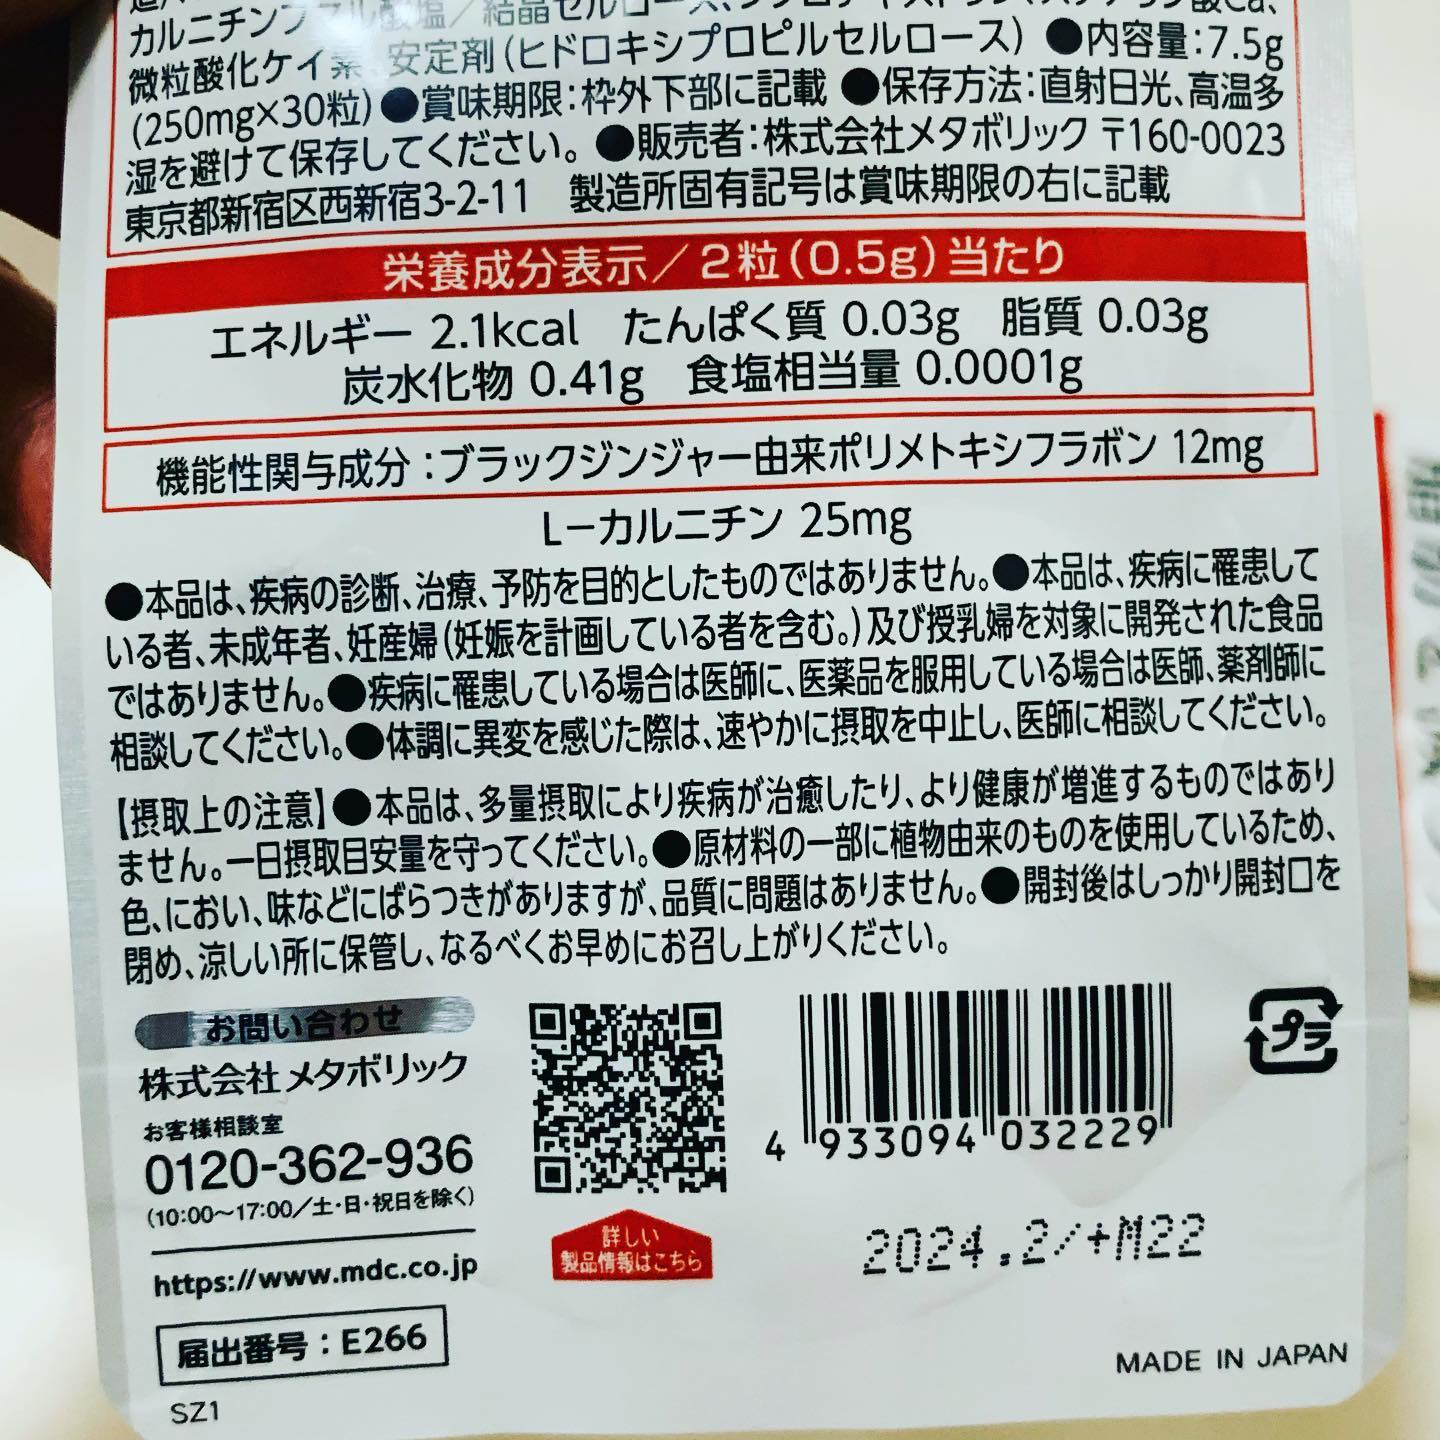 カルニチンフマル酸塩／結晶セルロース、
微粒酸化ケイ素、安定剤(ヒドロキシプロピルセルロース) ●内容量:7.5g
(250mg×30粒)●賞味期限:枠外下部に記載 ●保存方法:直射日光、高温多
湿を避けて保存してください。●販売者:株式会社メタボリック 〒160-0023
東京都新宿区西新宿3-2-11 製造所固有記号は賞味期限の右に記載
栄養成分表示／2粒(0.5g)当たり
エネルギー 2.1kcal たんぱく質 0.03g 脂質 0.03g
炭水化物 0.41g 食塩相当量 0.0001g
機能性関与成分:ブラックジンジャー由来ポリメトキシフラボン 12mg
L-カルニチン 25mg
●本品は、疾病の診断、治療、予防を目的としたものではありません。●本品は、疾病に罹患して
いる者、未成年者、妊産婦(妊娠を計画している者を含む。)及び授乳婦を対象に開発された食品
ではありません。●疾病に罹患している場合は医師に、医薬品を服用している場合は医師、薬剤師に
相談してください。●体調に異変を感じた際は、速やかに摂取を中止し、医師に相談してください。
【摂取上の注意】●本品は、多量摂取により疾病が治癒したり、より健康が増進するものではあり
ません。一日摂取目安量を守ってください。●原材料の一部に植物由来のものを使用しているため、
色、におい、味などにばらつきがありますが、品質に問題はありません。●開封後はしっかり開封口を
閉め、涼しい所に保管し、なるべくお早めにお召し上がりください。
お問い合わせ
株式会社メタボリック
お客様相談室
0120-362-936
(10:00～17:00／土・日・祝日を除く)
https://www.mdc.co.jp
届出番号:E266
SZ1
詳しい
製品情報はこちら
4 933094 032229
プラ
2024.2/+M22
MADE IN JAPAN